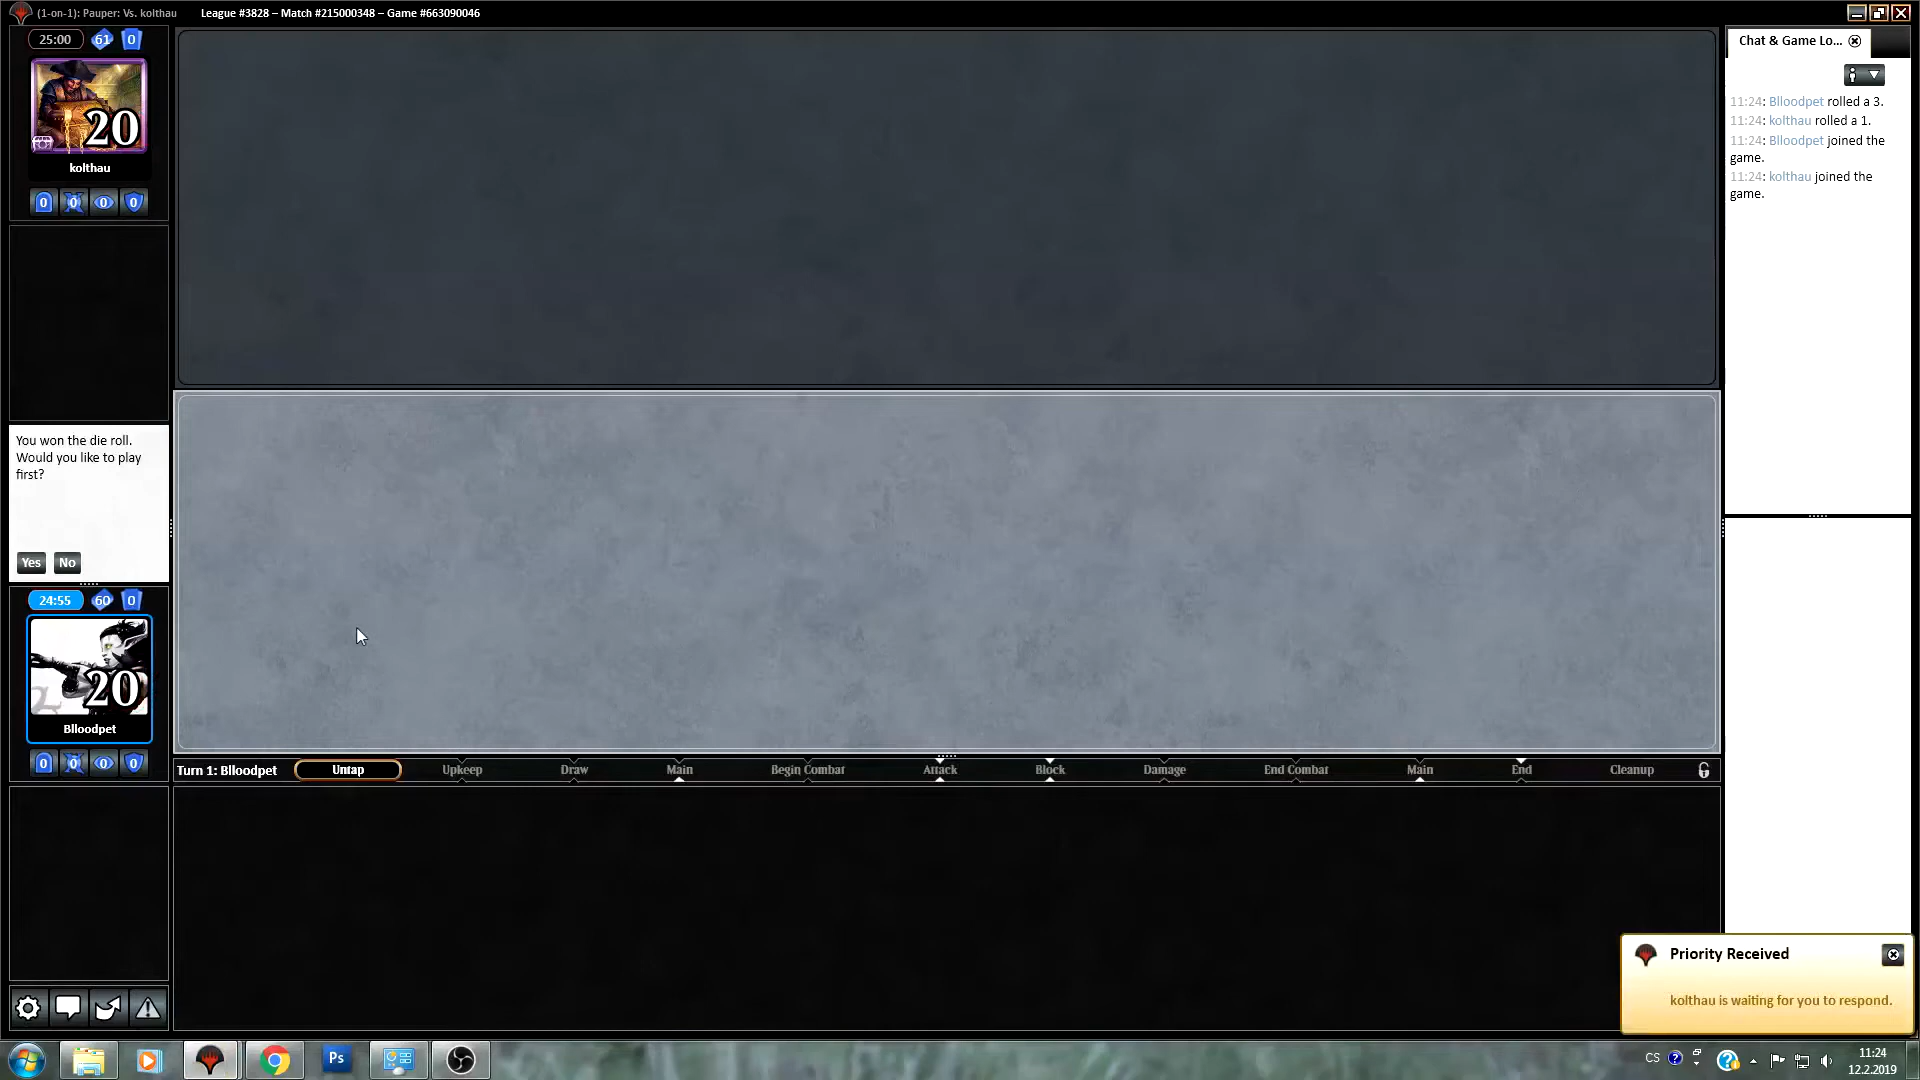 (1-on-1): Pauper: Vs. kolthau
League #3828 – Match #215000348 – Game #663090046
25:00 61 0
20
kolthau
0 0 0 0
Chat & Game Lo...
11:24: Blloodpet rolled a 3.
11:24: kolthau rolled a 1.
11:24: Blloodpet joined the
game.
11:24: kolthau joined the
game.
You won the die roll.
Would you like to play
first?
Yes No
24:55 60 0
20
Blloodpet
0 0 0 0
Turn 1: Blloodpet Untap Upkeep Draw Main Begin Combat Attack Block Damage End Combat Main End Cleanup
Priority Received
kolthau is waiting for you to respond.
Ps
CS
11:24
12.2.2019